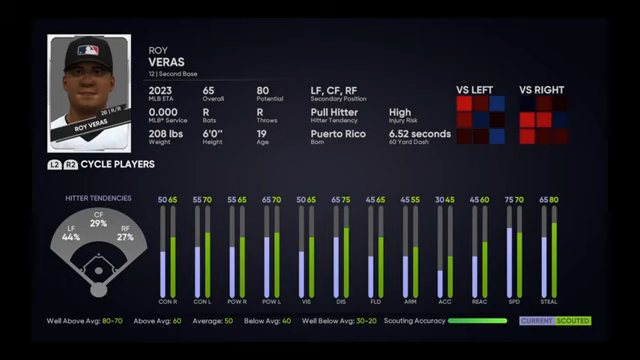 ROY
VERAS
12 | Second Base
2B | R/R
ROY VERAS
2023 65 80 LF, CF, RF
MLB ETA Overall Potential Secondary Position
0.000 R R Pull Hitter High
MLB® Service Bats Throws Hitter Tendency Injury Risk
208 lbs 6'0" 19 Puerto Rico 6.52 seconds
Weight Height Age Born 60 Yard Dash
VS LEFT VS RIGHT
L2 R2 CYCLE PLAYERS
HITTER TENDENCIES
CF
29%
LF RF
44% 27%
50 65 55 70 55 65 65 70 50 65 65 75 45 65 45 55 30 45 45 60 75 70 65 80
CON R CON L POW R POW L VIS DIS FLD ARM ACC REAC SPD STEAL
Well Above Avg: 80-70 Above Avg: 60 Average: 50 Below Avg: 40 Well Below Avg: 30-20 Scouting Accuracy CURRENT SCOUTED